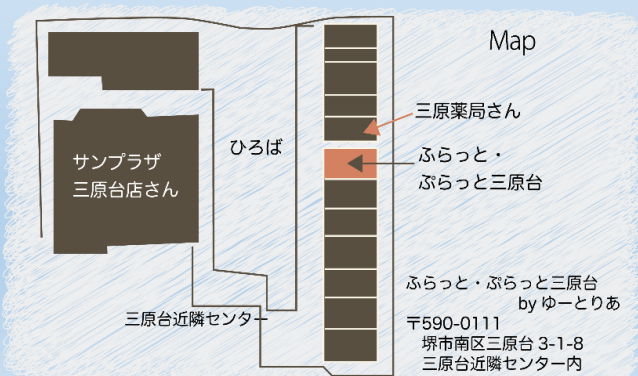 Map
三原薬局さん
ふらっと・
ぷらっと三原台
ひろば
サンプラザ
三原台店さん
三原台近隣センター
ふらっと・ぷらっと三原台
by ゆーとりあ
〒590-0111
堺市南区三原台 3-1-8
三原台近隣センター内